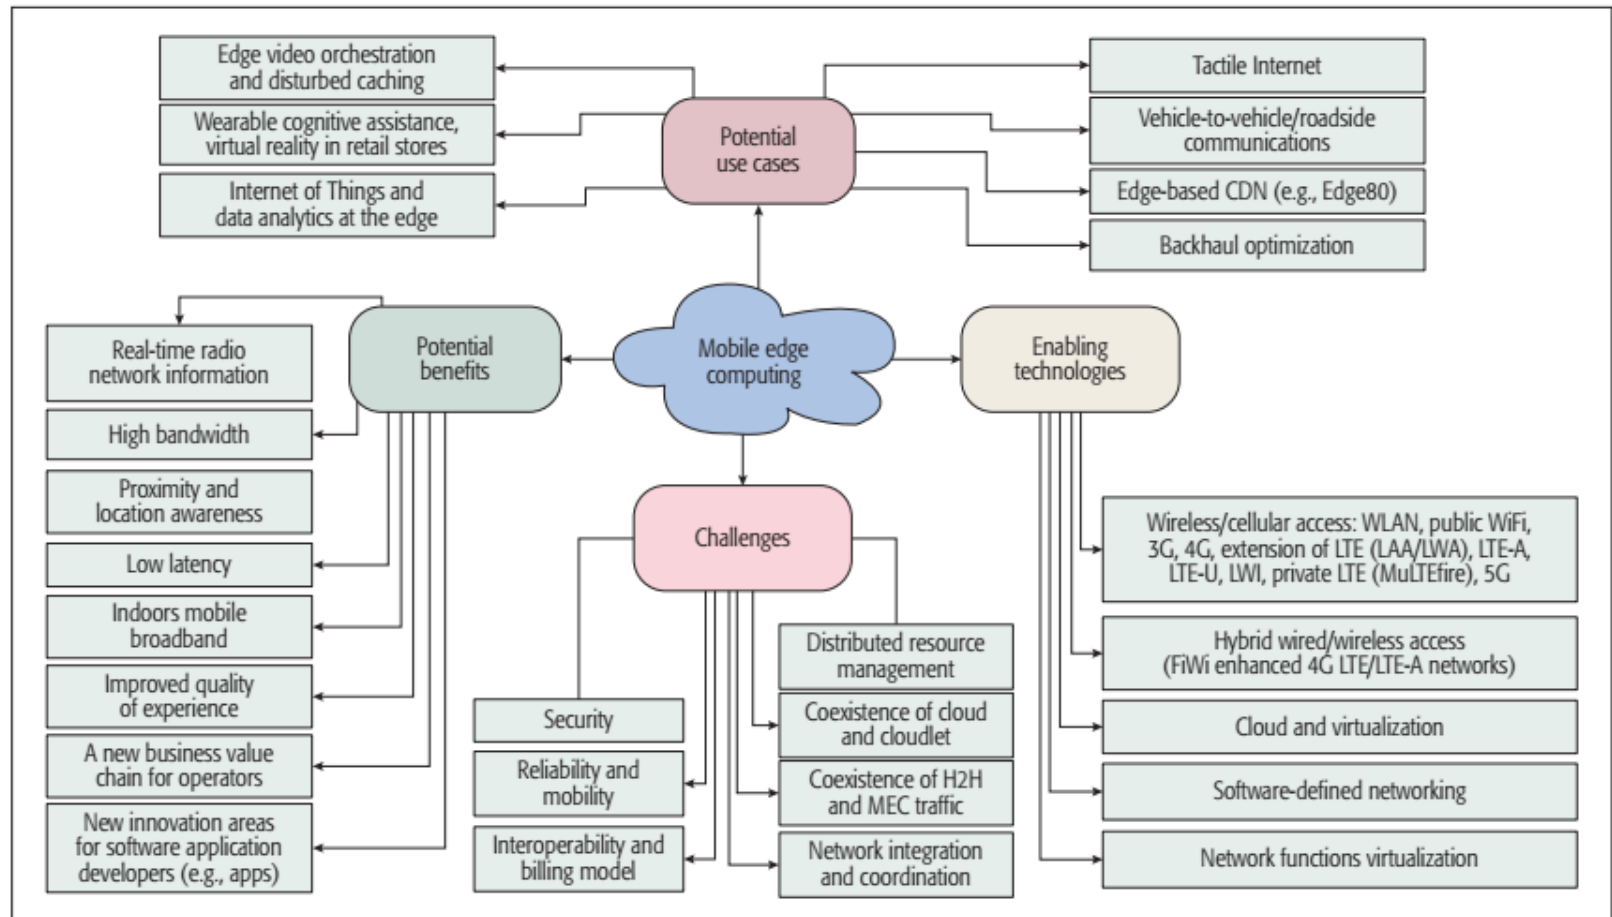 Edge video orchestration
and disturbed caching
Wearable cognitive assistance,
virtual reality in retail stores
Internet of Things and
data analytics at the edge
Potential
use cases
Tactile Internet
Vehicle-to-vehicle/roadside
communications
Edge-based CDN (e.g., Edge80)
Backhaul optimization
Mobile edge
computing
Potential
benefits
Real-time radio
network information
High bandwidth
Proximity and
location awareness
Low latency
Indoors mobile
broadband
Improved quality
of experience
A new business value
chain for operators
New innovation areas
for software application
developers (e.g., apps)
Challenges
Security
Reliability and
mobility
Interoperability and
billing model
Distributed resource
management
Coexistence of cloud
and cloudlet
Coexistence of H2H
and MEC traffic
Network integration
and coordination
Enabling
technologies
Wireless/cellular access: WLAN, public WiFi,
3G, 4G, extension of LTE (LAA/LWA), LTE-A,
LTE-U, LWI, private LTE (MuLTEfire), 5G
Hybrid wired/wireless access
(FiWi enhanced 4G LTE/LTE-A networks)
Cloud and virtualization
Software-defined networking
Network functions virtualization